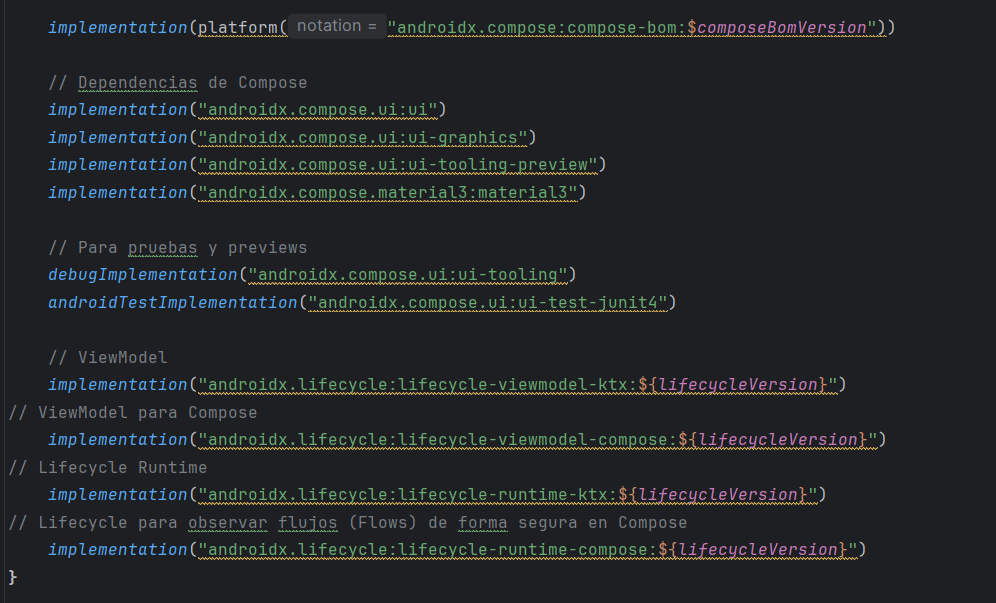 implementation(platform( notation = "androidx.compose:compose-bom:$composeBomVersion"))
// Dependencias de Compose
implementation("androidx.compose.ui:ui")
implementation("androidx.compose.ui:ui-graphics")
implementation("androidx.compose.ui:ui-tooling-preview")
implementation("androidx.compose.material3:material3")
// Para pruebas y previews
debugImplementation("androidx.compose.ui:ui-tooling")
androidTestImplementation("androidx.compose.ui:ui-test-junit4")
// ViewModel
implementation("androidx.lifecycle:lifecycle-viewmodel-ktx:${lifecycleVersion}")
// ViewModel para Compose
implementation("androidx.lifecycle:lifecycle-viewmodel-compose:${lifecycleVersion}")
// Lifecycle Runtime
implementation("androidx.lifecycle:lifecycle-runtime-ktx:${lifecycleVersion}")
// Lifecycle para observar flujos (Flows) de forma segura en Compose
implementation("androidx.lifecycle:lifecycle-runtime-compose:${lifecycleVersion}")
}